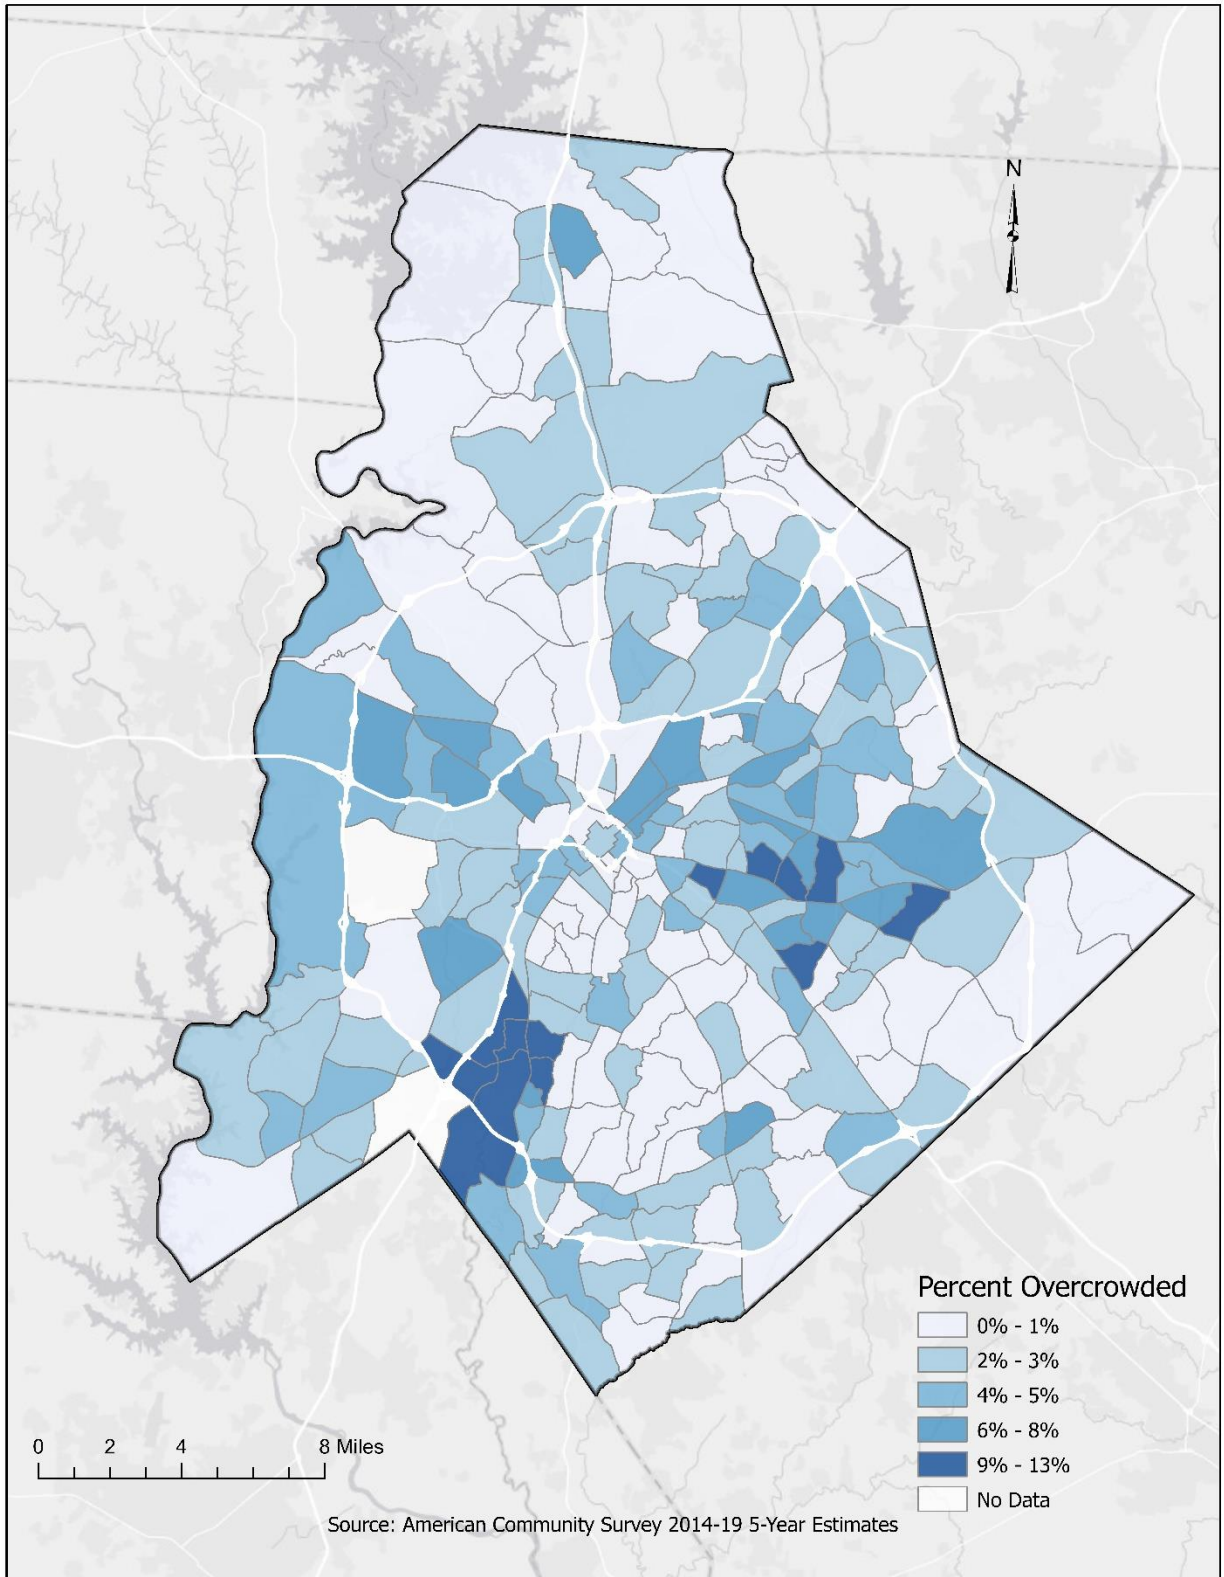 N
Percent Overcrowded
0% - 1%
2% - 3%
4% - 5%
6% - 8%
9% - 13%
No Data
0 2 4 8 Miles
Source: American Community Survey 2014-19 5-Year Estimates